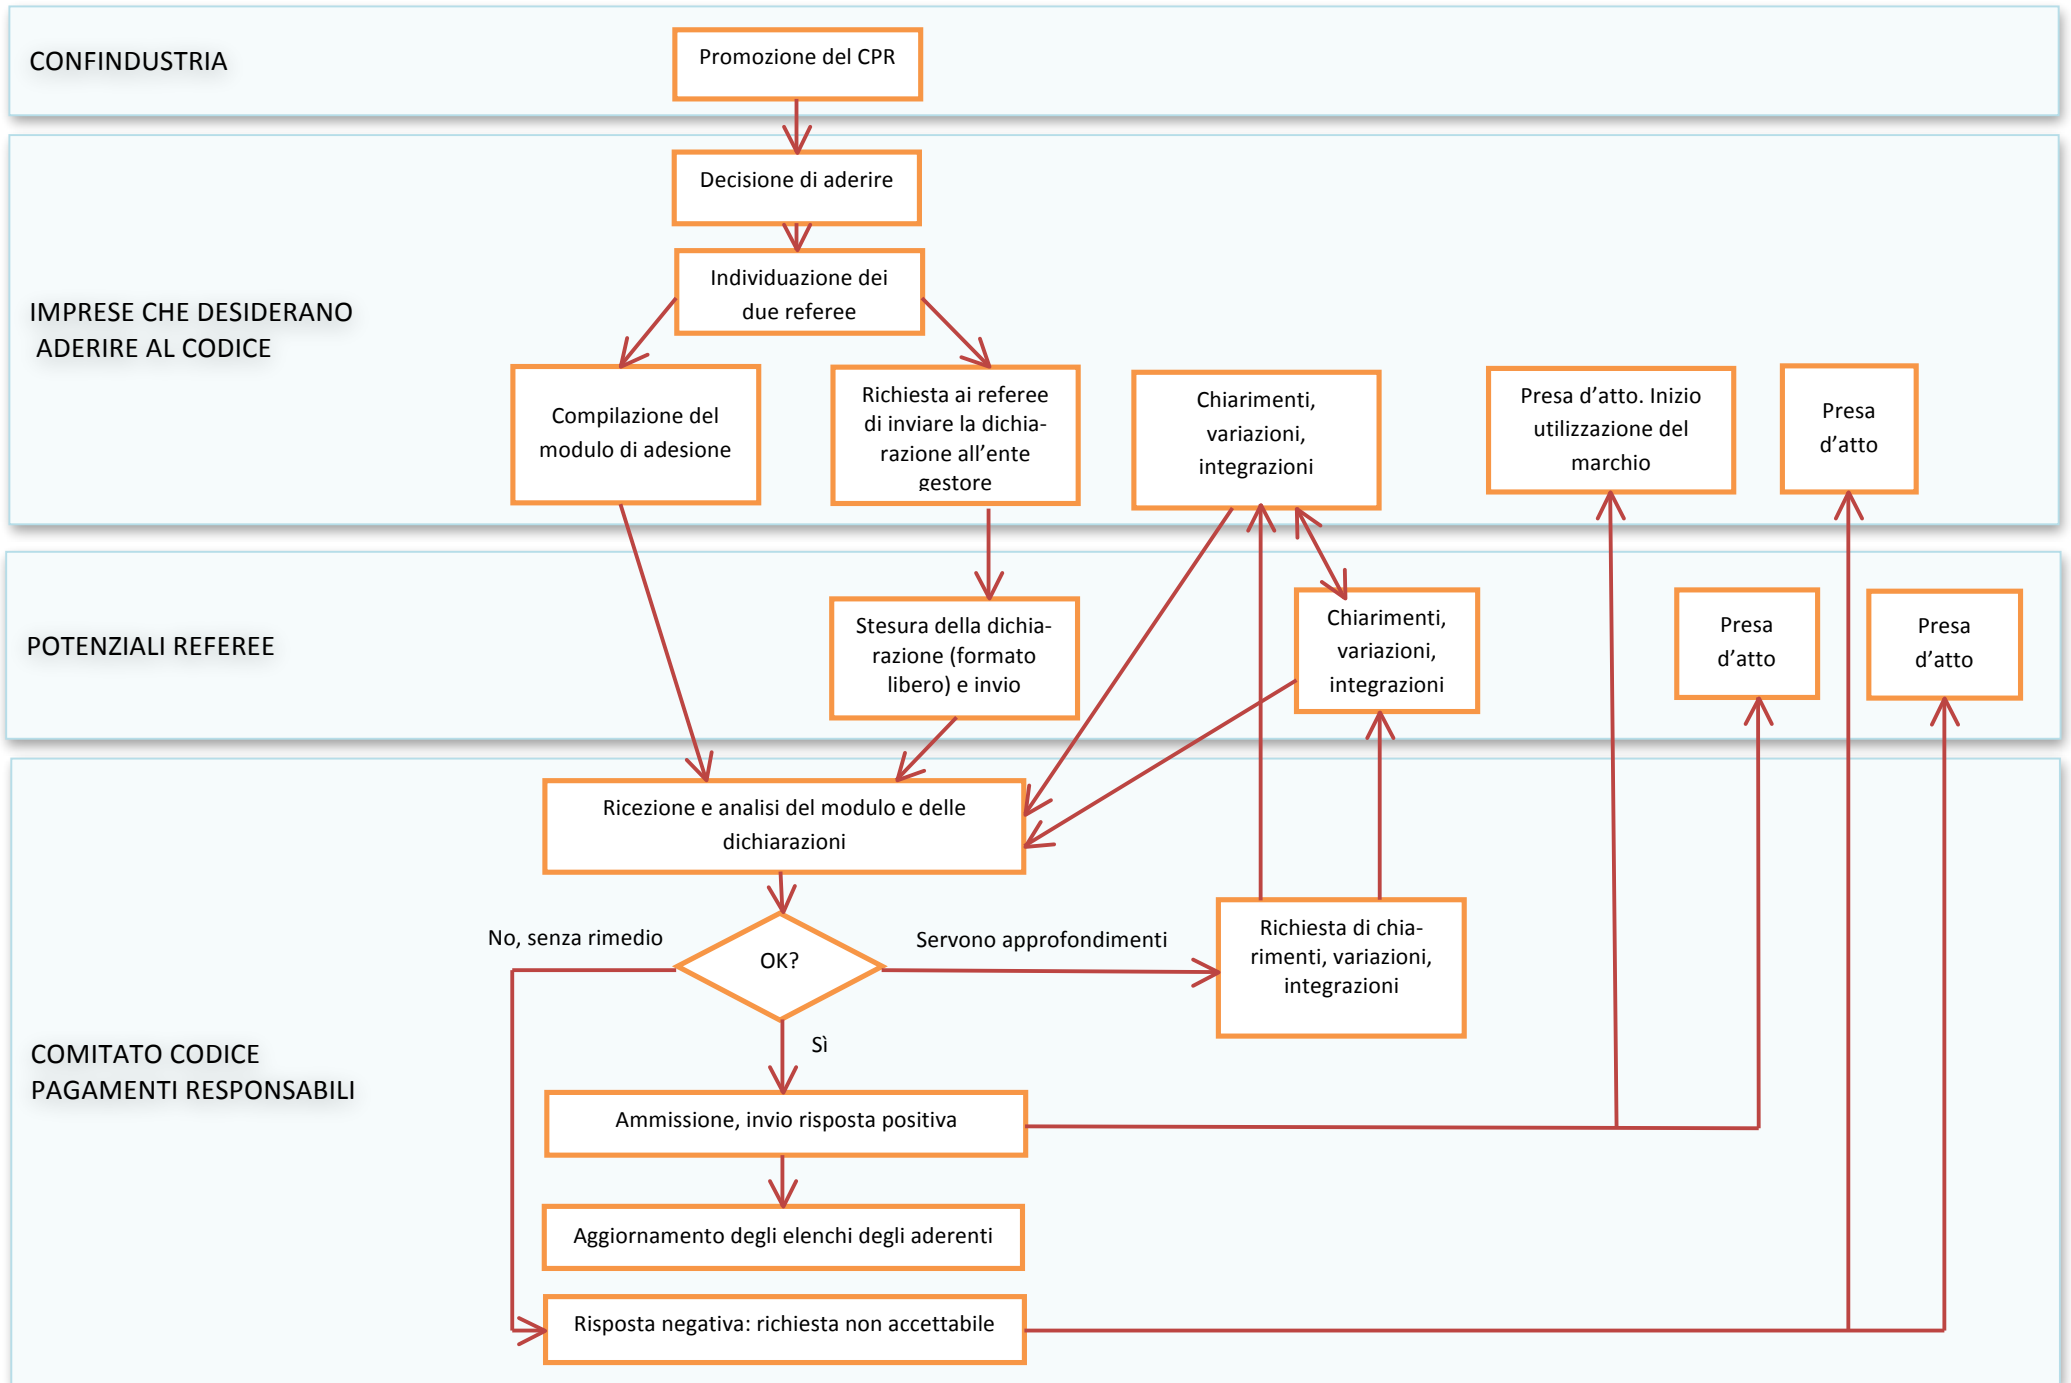 CONFINDUSTRIA
Promozione del CPR
IMPRESE CHE DESIDERANO
ADERIRE AL CODICE
Decisione di aderire
Individuazione dei
due referee
Compilazione del
modulo di adesione
Richiesta ai referee
di inviare la dichia-
razione all’ente
gestore
Chiarimenti,
variazioni,
integrazioni
Presa d’atto. Inizio
utilizzazione del
marchio
Presa
d’atto
POTENZIALI REFEREE
Stesura della dichia-
razione (formato
libero) e invio
Chiarimenti,
variazioni,
integrazioni
Presa
d’atto
Presa
d’atto
COMITATO CODICE
PAGAMENTI RESPONSABILI
Ricezione e analisi del modulo e delle
dichiarazioni
No, senza rimedio
OK?
Servono approfondimenti
Richiesta di chia-
rimenti, variazioni,
integrazioni
Sì
Ammissione, invio risposta positiva
Aggiornamento degli elenchi degli aderenti
Risposta negativa: richiesta non accettabile